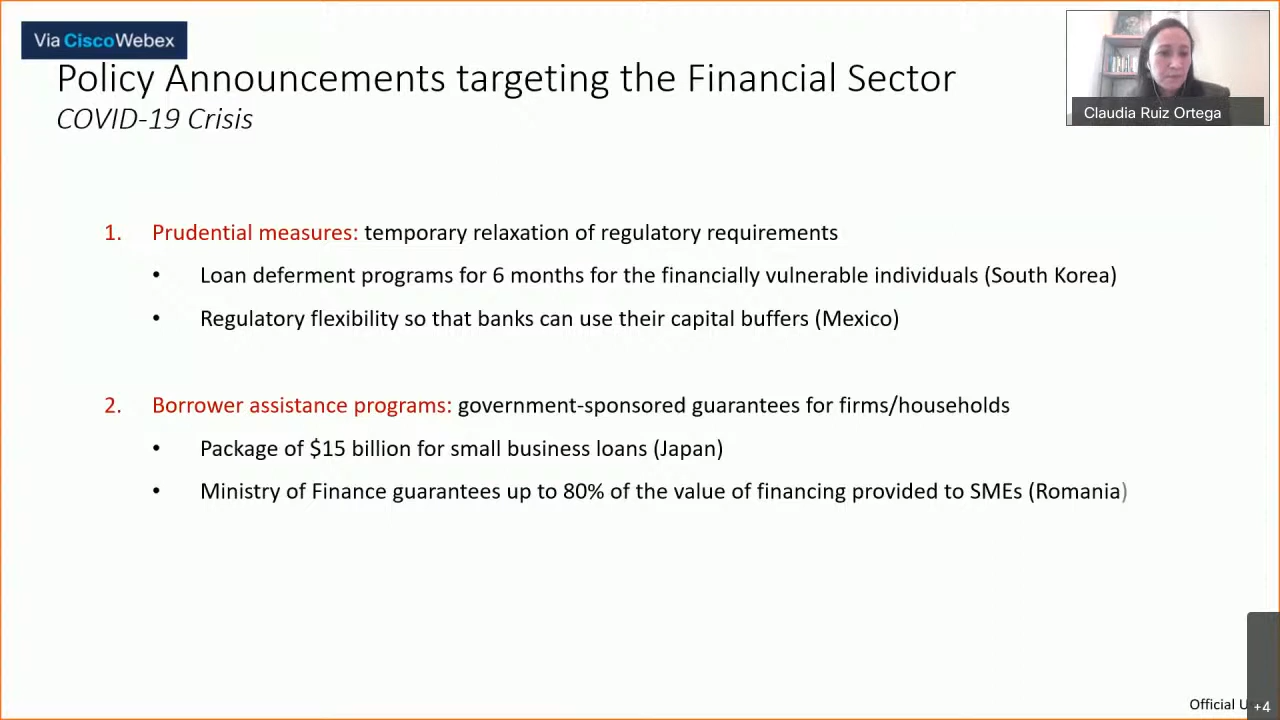 Via CiscoWebex
Policy Announcements targeting the Financial Sector
COVID-19 Crisis
Claudia Ruiz Ortega
1. Prudential measures: temporary relaxation of regulatory requirements
• Loan deferment programs for 6 months for the financially vulnerable individuals (South Korea)
• Regulatory flexibility so that banks can use their capital buffers (Mexico)
2. Borrower assistance programs: government-sponsored guarantees for firms/households
• Package of $15 billion for small business loans (Japan)
• Ministry of Finance guarantees up to 80% of the value of financing provided to SMEs (Romania)
Official
+4